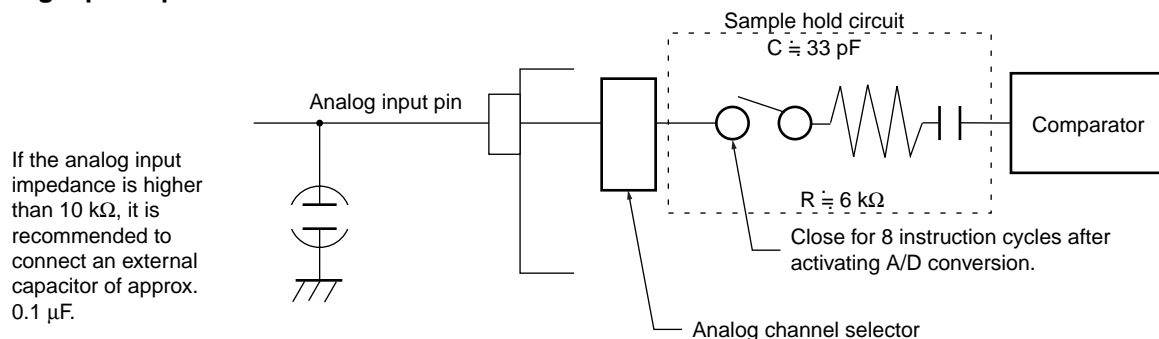 Sample hold circuit
C ≒ 33 pF
Analog input pin
Comparator
If the analog input
impedance is higher
than 10 kΩ, it is
recommended to
connect an external
capacitor of approx.
0.1 µF.
R ≒ 6 kΩ
Close for 8 instruction cycles after
activating A/D conversion.
Analog channel selector